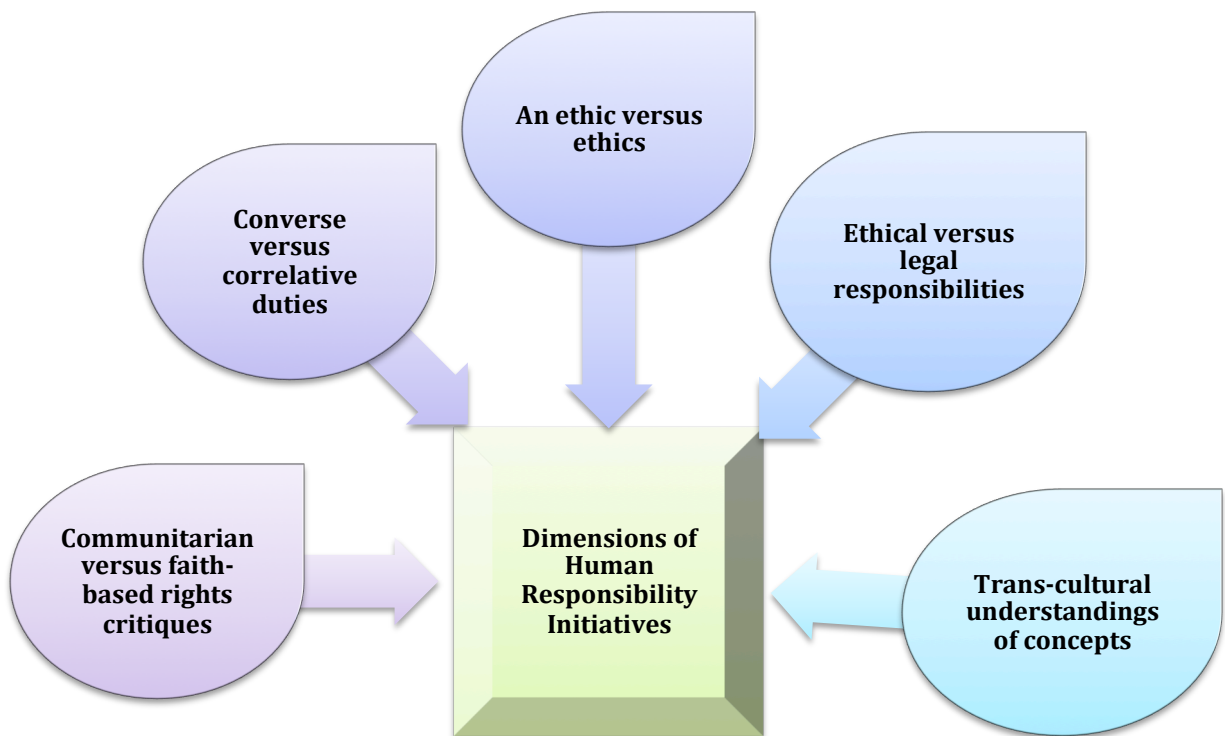 An ethic versus
ethics
Converse
versus
correlative
duties
Ethical versus
legal
responsibilities
Communitarian
versus faith-
based rights
critiques
Dimensions of
Human
Responsibility
Initiatives
Trans-cultural
understandings
of concepts